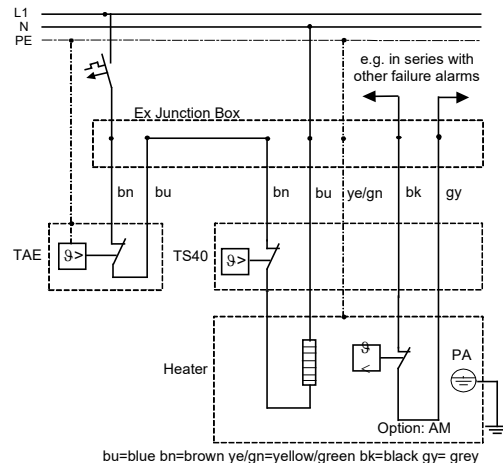 L1
N
PE
e.g. in series with
other failure alarms
Ex Junction Box
bn
bu
bn
bu
ye/gn
bk
gy
TAE
ϑ>
TS40
ϑ>
Heater
ϑ
<
PA
Option: AM
bu=blue bn=brown ye/gn=yellow/green bk=black gy= grey